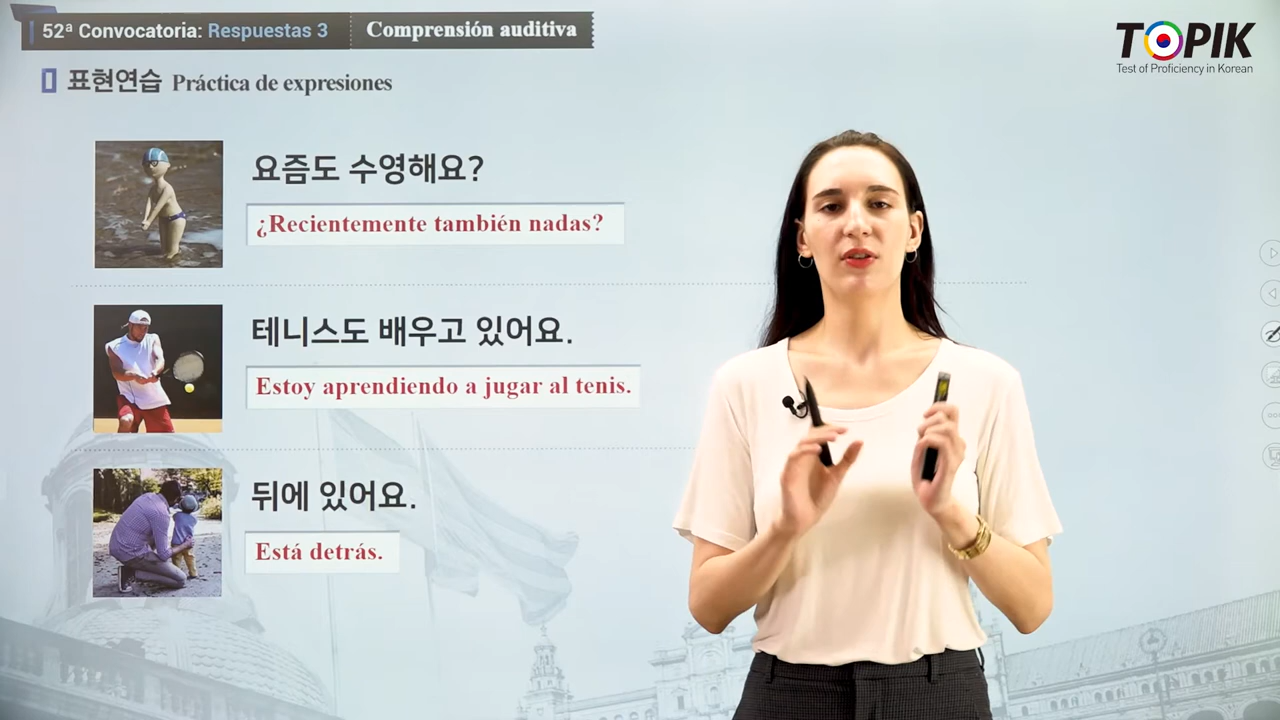 52ª Convocatoria: Respuestas 3
Comprensión auditiva
TOPIK
Test of Proficiency in Korean
표현연습 Práctica de expresiones
요즘도 수영해요?
¿Recientemente también nadas?
테니스도 배우고 있어요.
Estoy aprendiendo a jugar al tenis.
뒤에 있어요.
Está detrás.